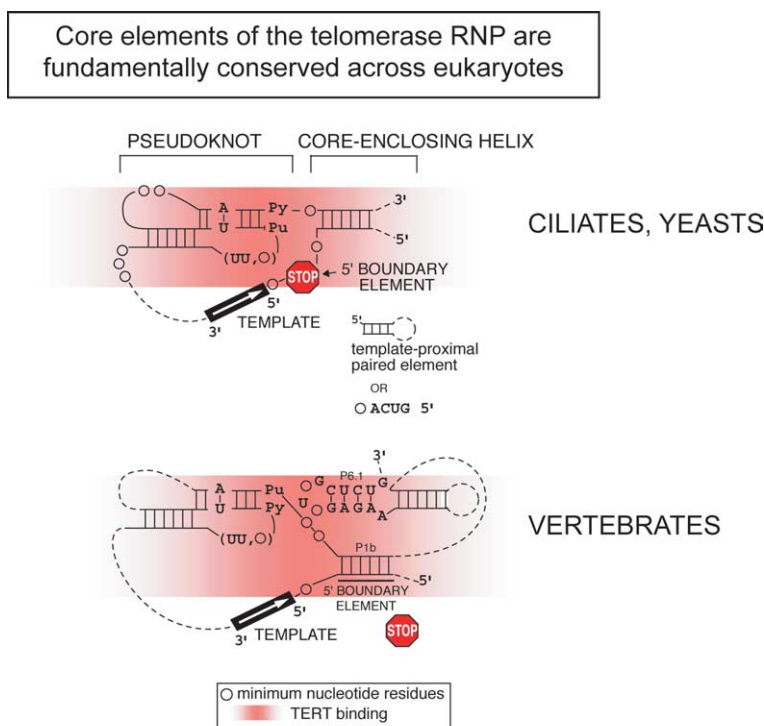 Core elements of the telomerase RNP are
fundamentally conserved across eukaryotes
PSEUDOKNOT
CORE-ENCLOSING HELIX
A
U
Py
Pu
3'
5'
(UU,○)
STOP
5' BOUNDARY
ELEMENT
5'
3'
TEMPLATE
CILIATES, YEASTS
5'
template-proximal
paired element
OR
○ ACUG 5'
3'
A
U
Pu
Py
(UU,○)
G
U
P6.1
CUCU
GAGA
G
A
P1b
5'
5' BOUNDARY
ELEMENT
STOP
5'
3'
TEMPLATE
VERTEBRATES
○ minimum nucleotide residues
TERT binding